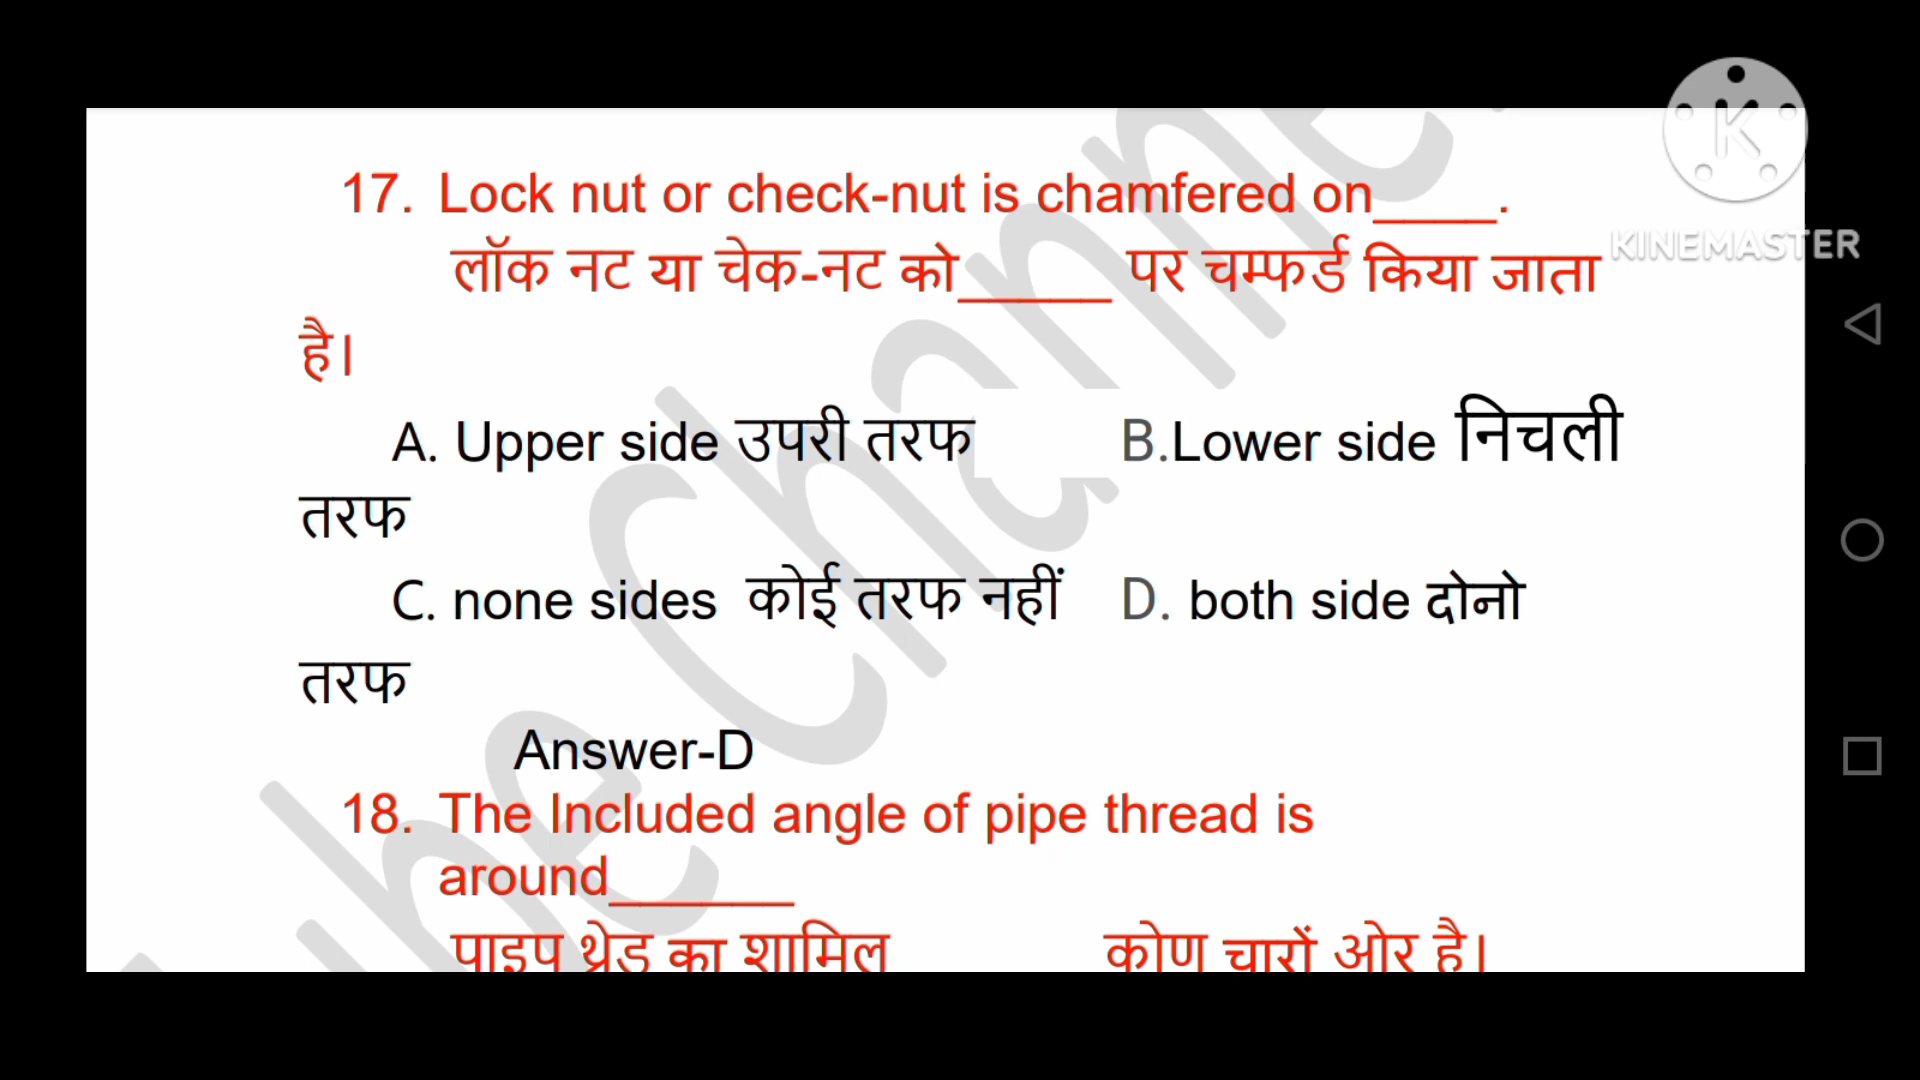 17. Lock nut or check-nut is chamfered on____.
लॉक नट या चेक-नट को_____ पर चम्फर्ड किया जाता
है।
A. Upper side उपरी तरफ B.Lower side निचली
तरफ
C. none sides कोई तरफ नहीं D. both side दोनो
तरफ
Answer-D
18. The Included angle of pipe thread is
around______
पाइप थ्रेड का शामिल कोण चारों ओर है।
K
KINEMASTER